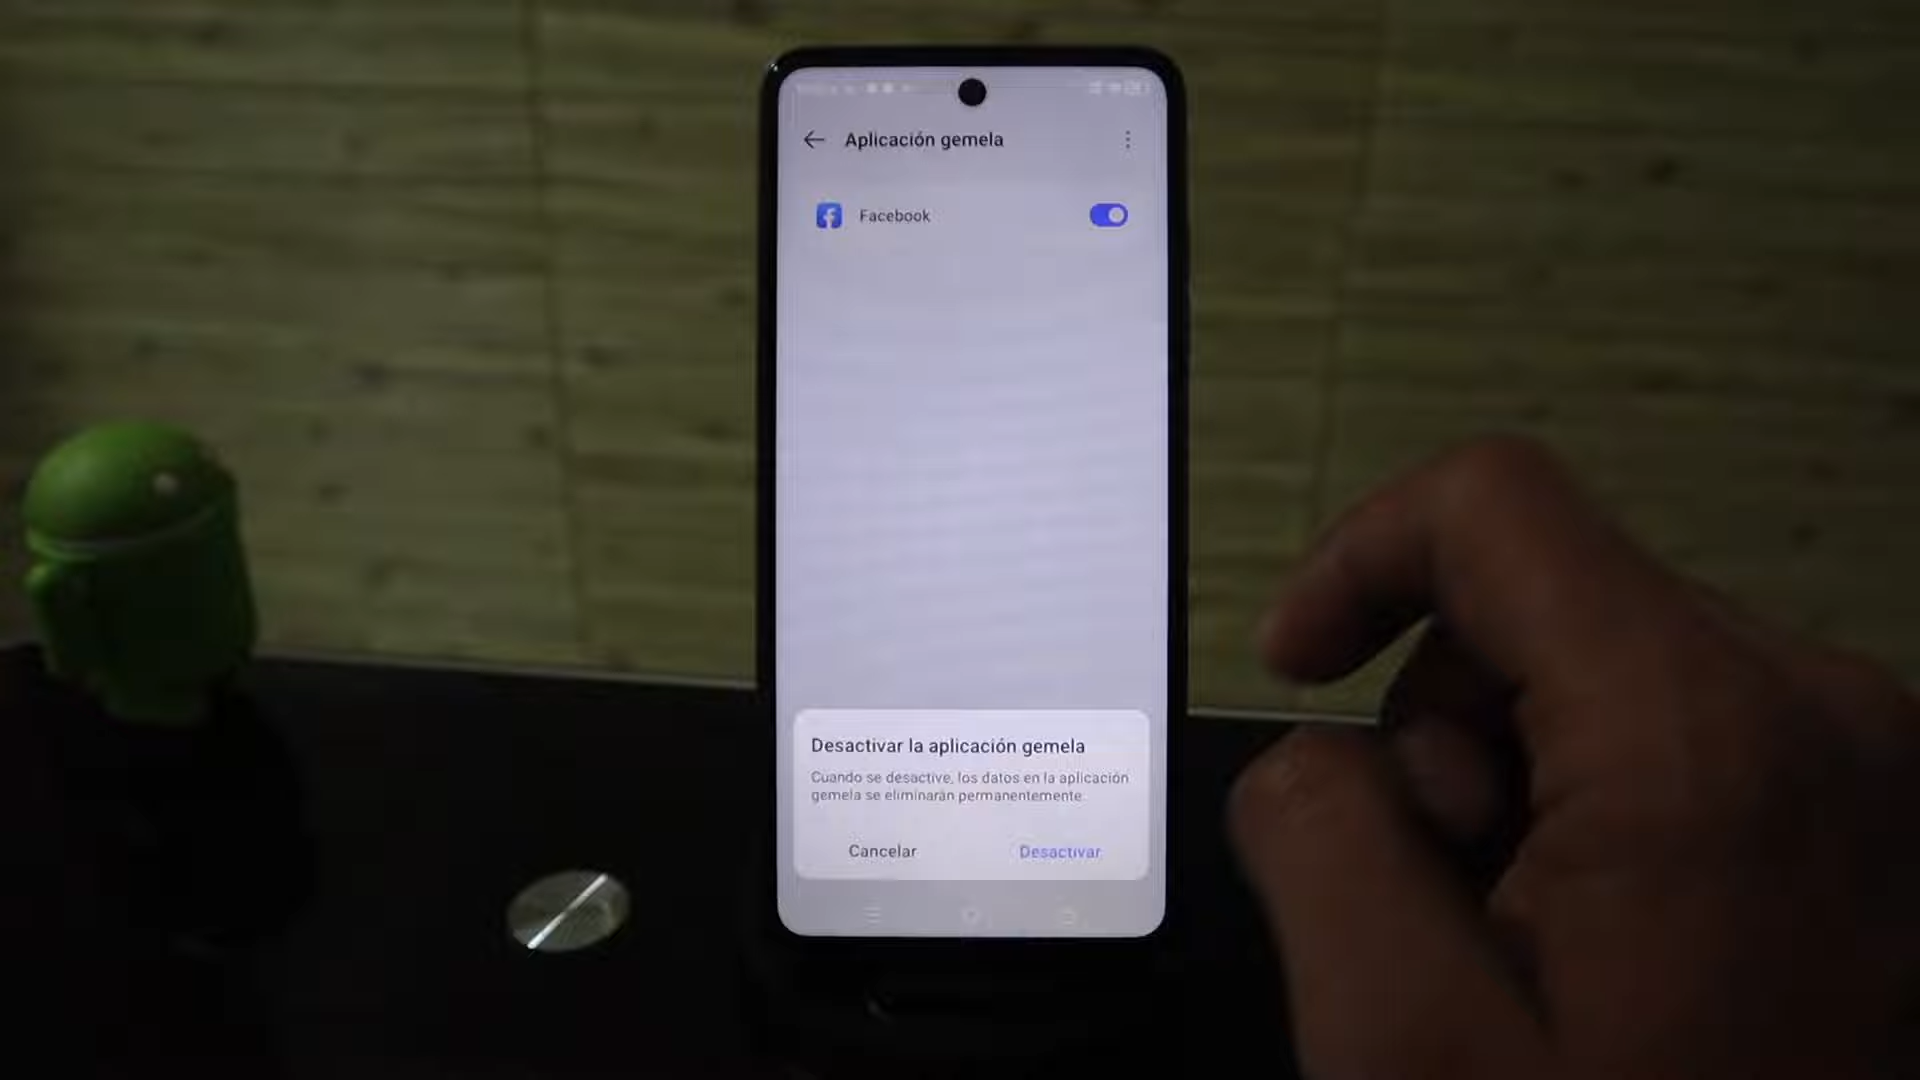 Aplicación gemela
Facebook
Desactivar la aplicación gemela
Cuando se desactive, los datos en la aplicación
gemela se eliminarán permanentemente.
Cancelar
Desactivar